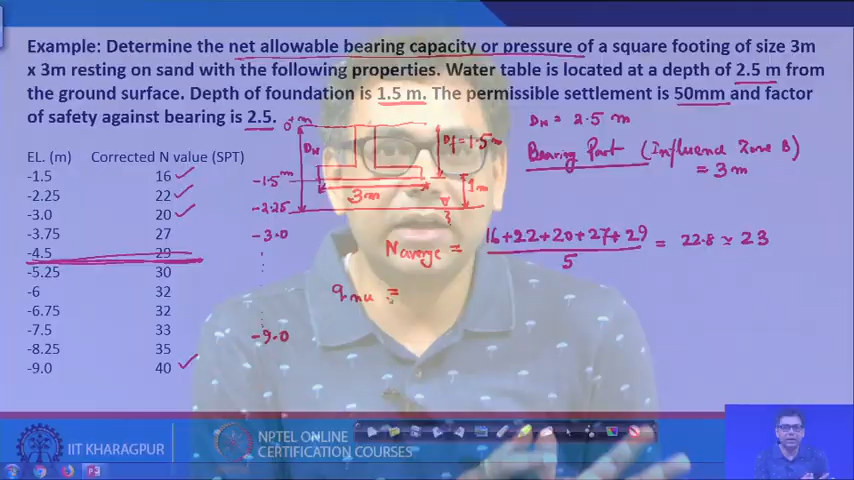 Example: Determine the net allowable bearing capacity or pressure of a square footing of size 3m
x 3m resting on sand with the following properties. Water table is located at a depth of 2.5 m from
the ground surface. Depth of foundation is 1.5 m. The permissible settlement is 50mm and factor
of safety against bearing is 2.5.
0 m
Dw
Df = 1.5m
1m
3m
Dw = 2.5 m
Bearing Part (Influence Zone B)
= 3m
EL. (m) Corrected N value (SPT)
-1.5 16
-2.25 22
-3.0 20
-3.75 27
-4.5 29
-5.25 30
-6 32
-6.75 32
-7.5 33
-8.25 35
-9.0 40
-1.5m
-2.25
-3.0
-9.0
Naverge = 16+22+20+27+29 / 5 = 22.8 ≈ 23
qnu =
IIT KHARAGPUR
NPTEL ONLINE
CERTIFICATION COURSES